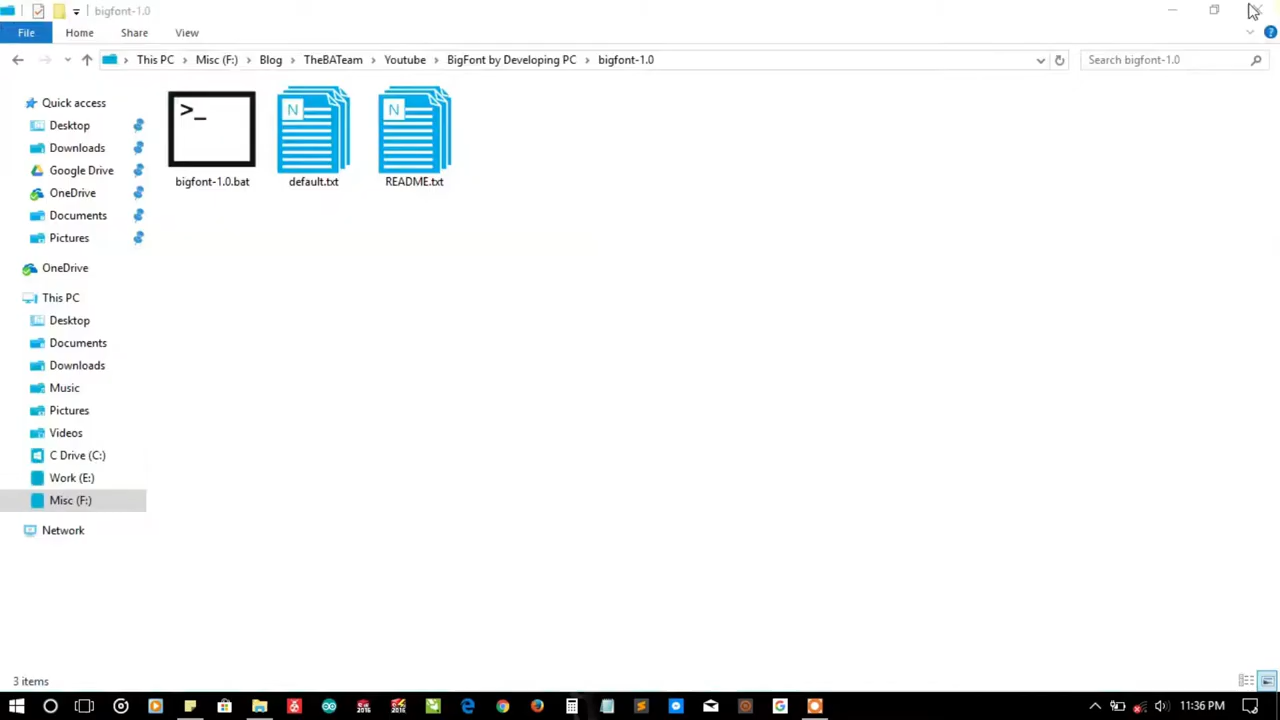 bigfont-1.0
File Home Share View
This PC Misc (F:) Blog TheBATeam Youtube BigFont by Developing PC bigfont-1.0
Search bigfont-1.0
Quick access
Desktop
Downloads
Google Drive
OneDrive
Documents
Pictures
OneDrive
This PC
Desktop
Documents
Downloads
Music
Pictures
Videos
C Drive (C:)
Work (E:)
Misc (F:)
Network
>_
N
N
bigfont-1.0.bat default.txt README.txt
3 items
2016
2016
11:36 PM